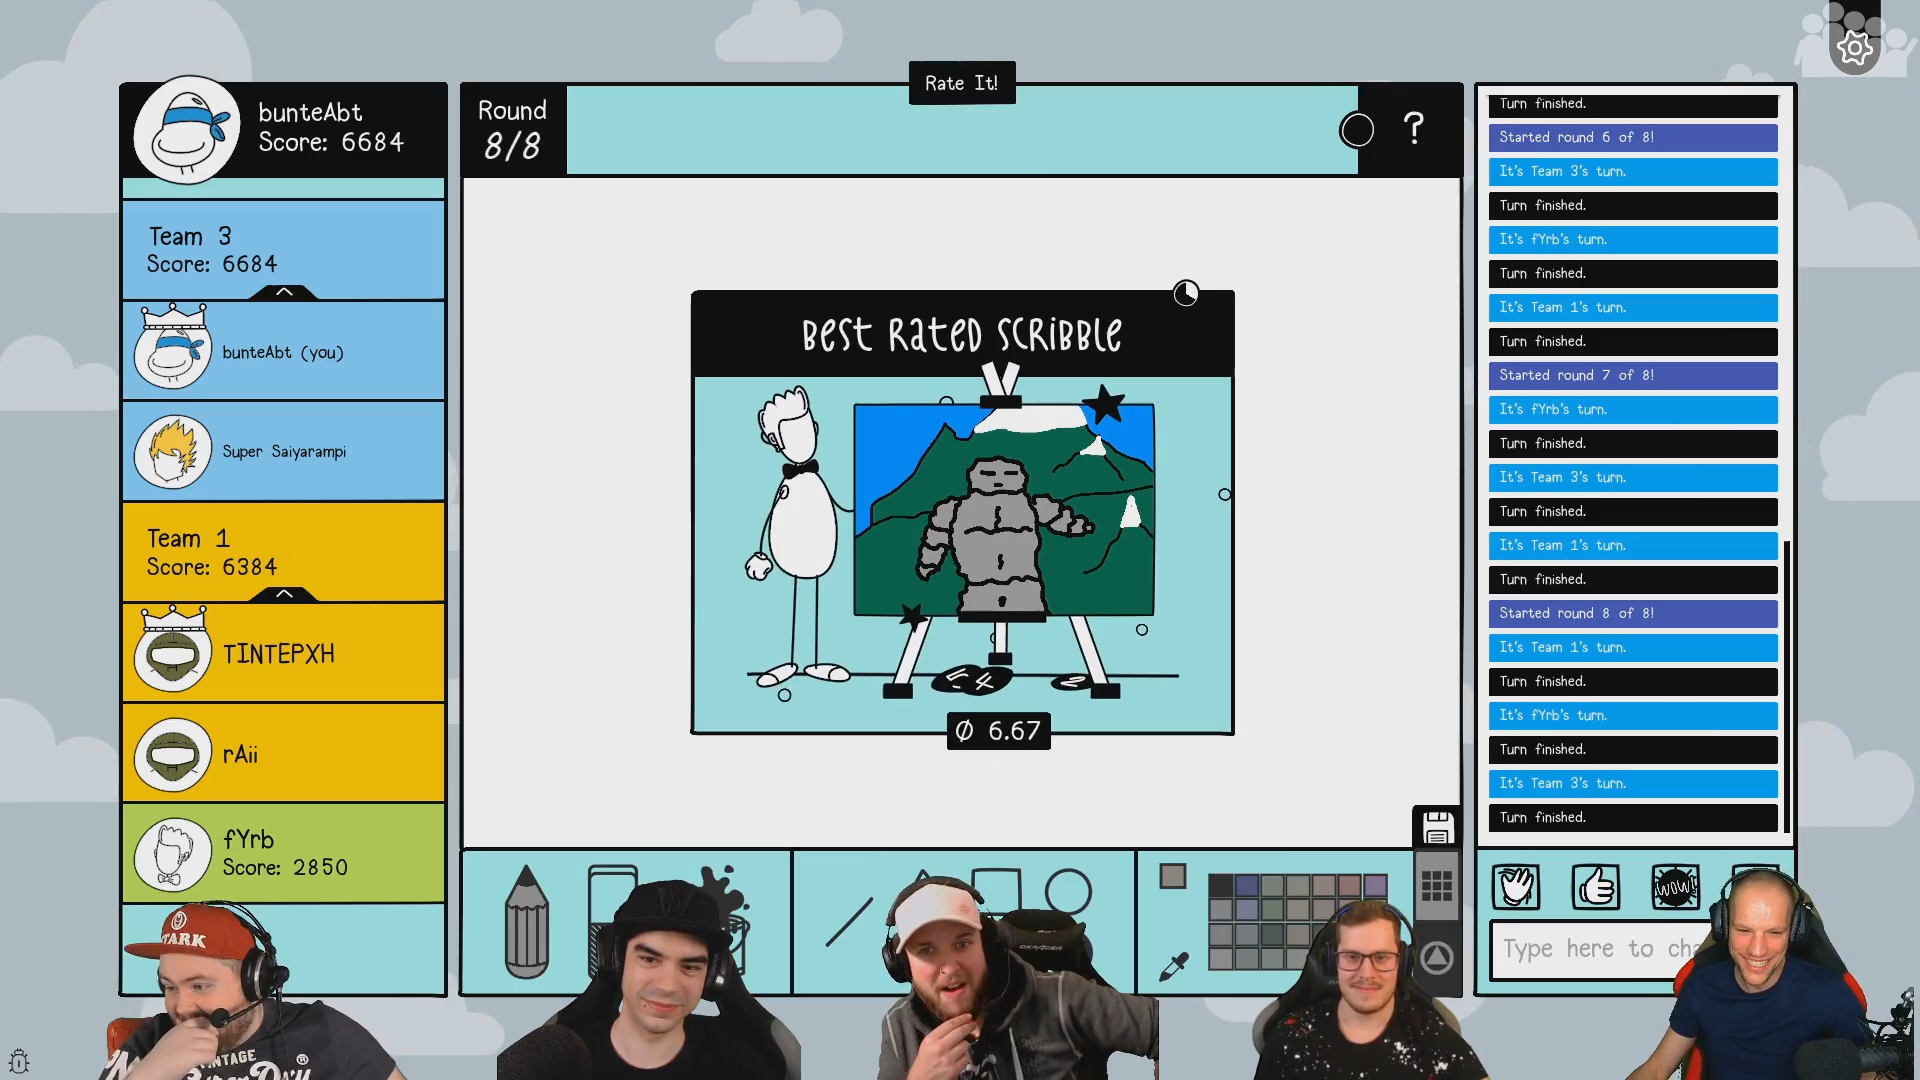 Rate It!
bunteAbt
Score: 6684
Round
8/8
?
Team 3
Score: 6684
bunteAbt (you)
Super Saiyarampi
Team 1
Score: 6384
TINTEPXH
rAii
fYrb
Score: 2850
Best Rated Scribble
Ø 6.67
Turn finished.
Started round 6 of 8!
It's Team 3's turn.
Turn finished.
It's fYrb's turn.
Turn finished.
It's Team 1's turn.
Turn finished.
Started round 7 of 8!
It's fYrb's turn.
Turn finished.
It's Team 3's turn.
Turn finished.
It's Team 1's turn.
Turn finished.
Started round 8 of 8!
It's Team 1's turn.
Turn finished.
It's fYrb's turn.
Turn finished.
It's Team 3's turn.
Turn finished.
WOW!
Type here to cha
TARK
VINTAGE
DXRACER